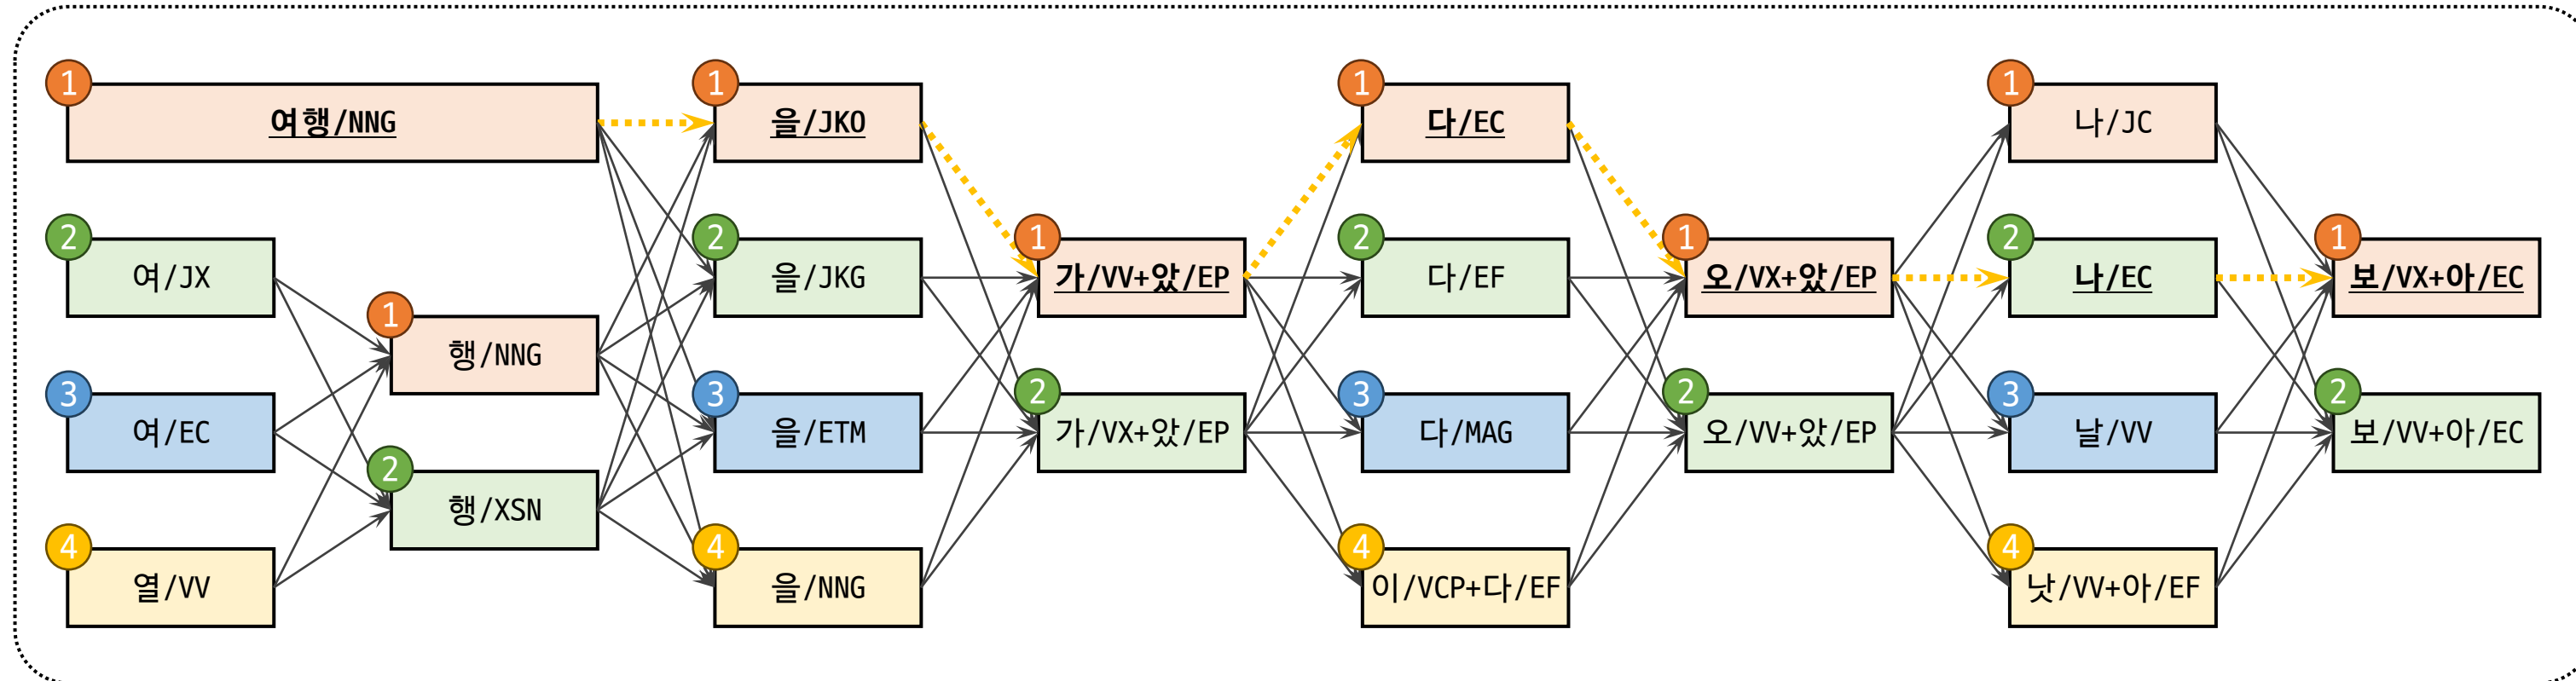 1
여행/NNG
2
여/JX
3
여/EC
4
열/VV
1
행/NNG
2
행/XSN
1
을/JKO
2
을/JKG
3
을/ETM
4
을/NNG
1
가/VV+았/EP
2
가/VX+았/EP
1
다/EC
2
다/EF
3
다/MAG
4
이/VCP+다/EF
1
오/VX+았/EP
2
오/VV+았/EP
1
나/JC
2
나/EC
3
날/VV
4
낫/VV+아/EF
1
보/VX+아/EC
2
보/VV+아/EC